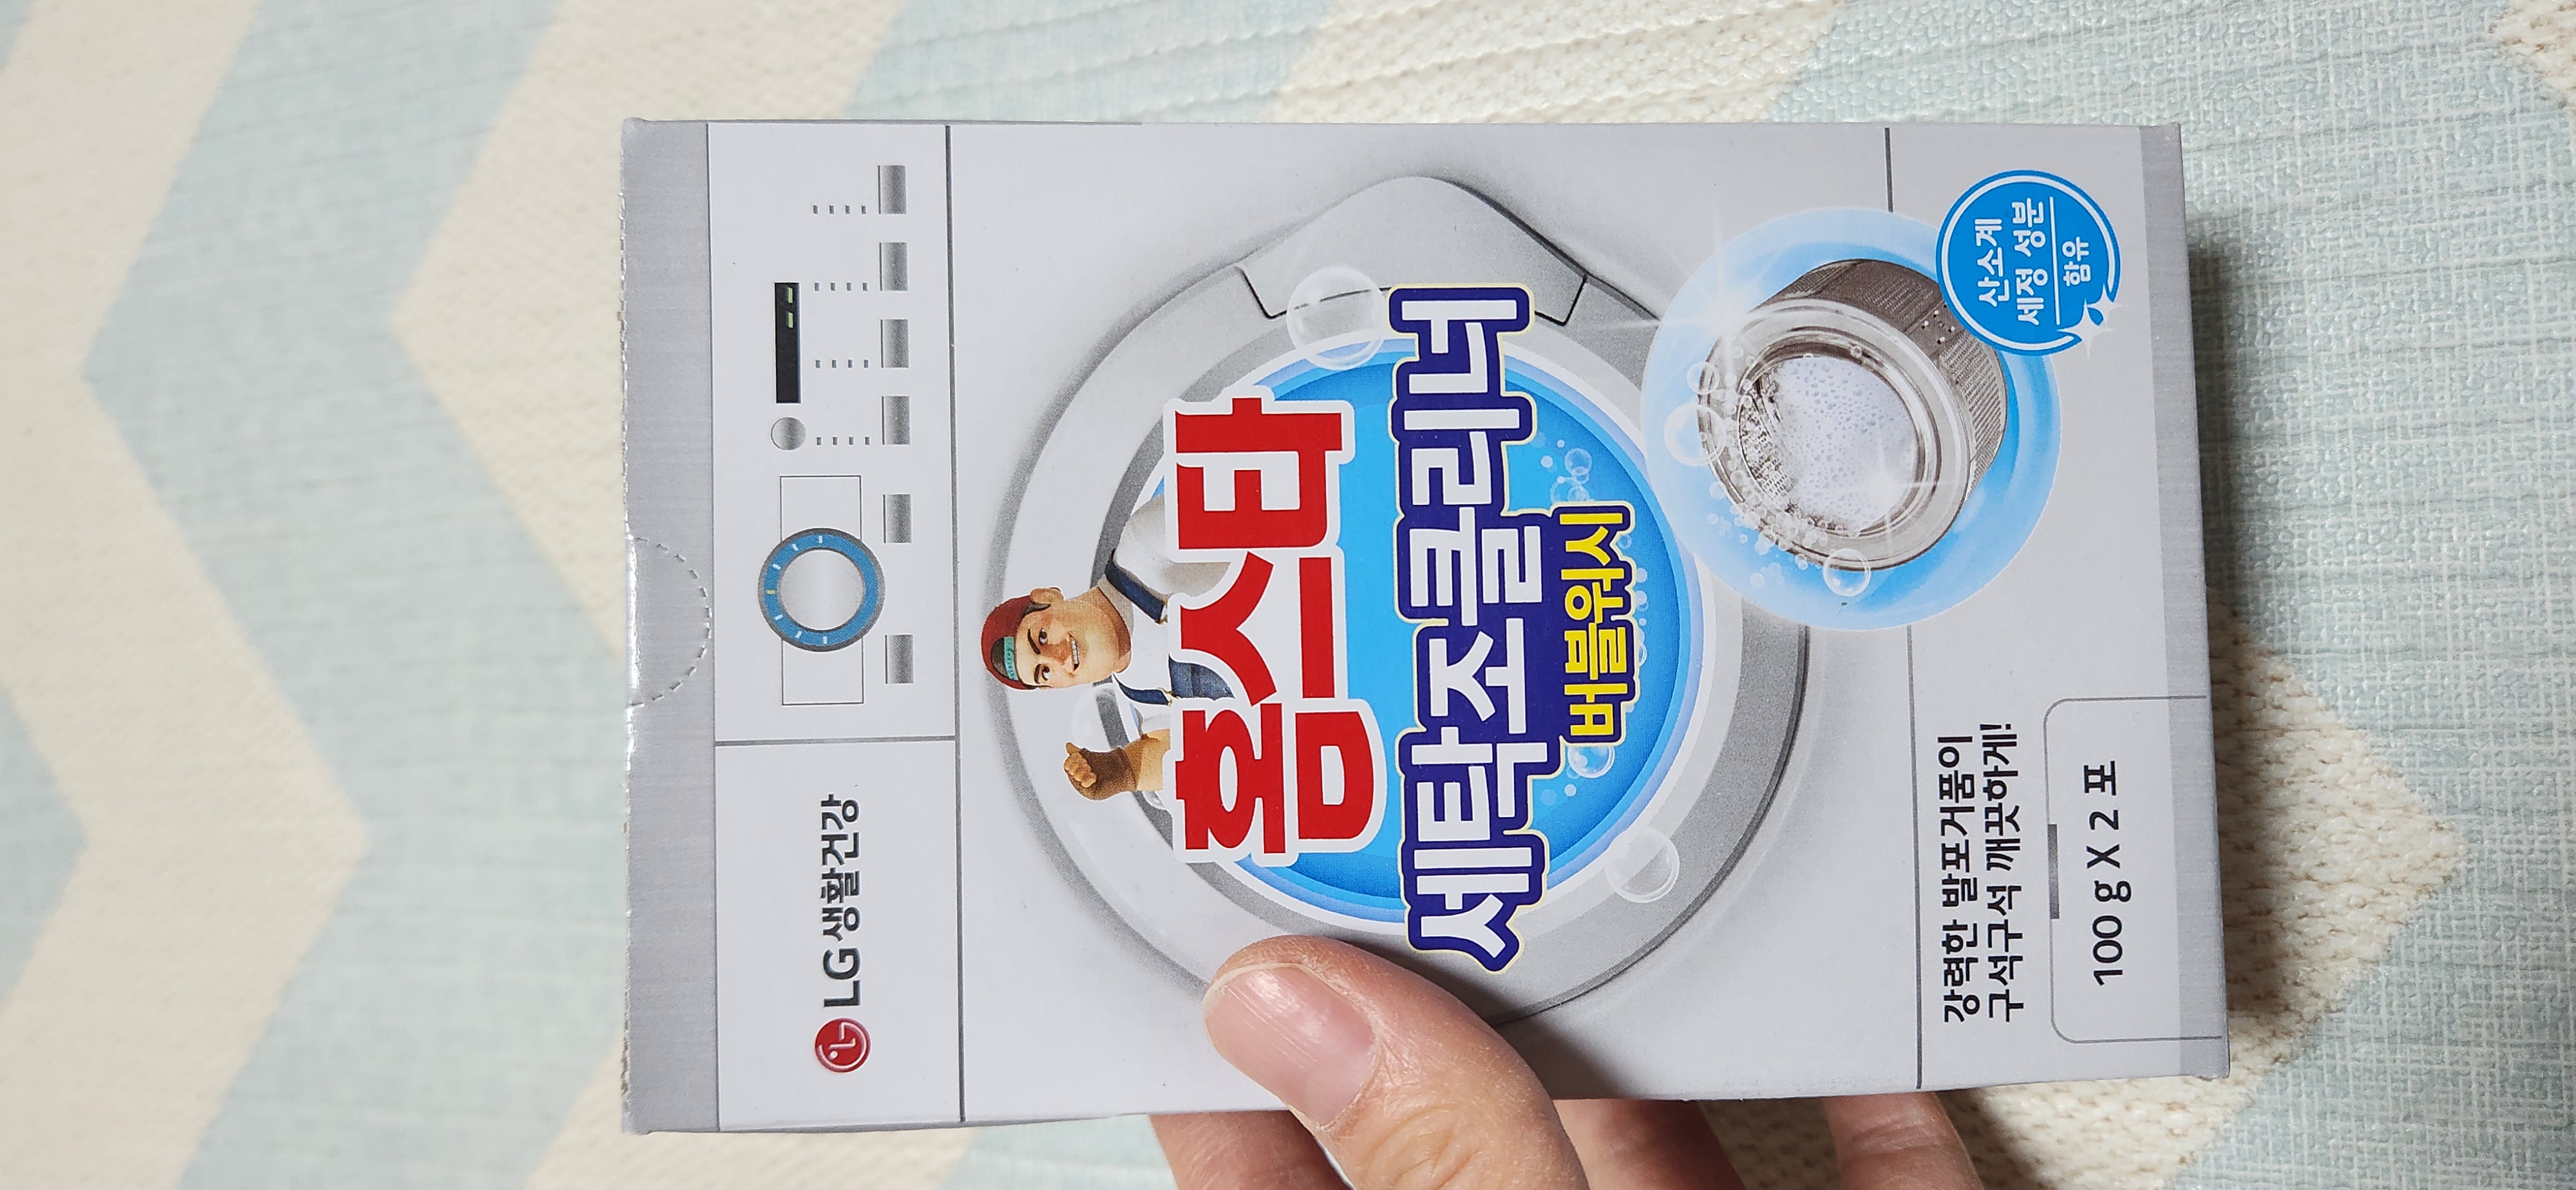 LG 생활건강
홈스타
세탁조클리너
버블워시
산소계
세정 성분
함유
강력한 발포거품이
구석구석 깨끗하게!
100 g X 2 포